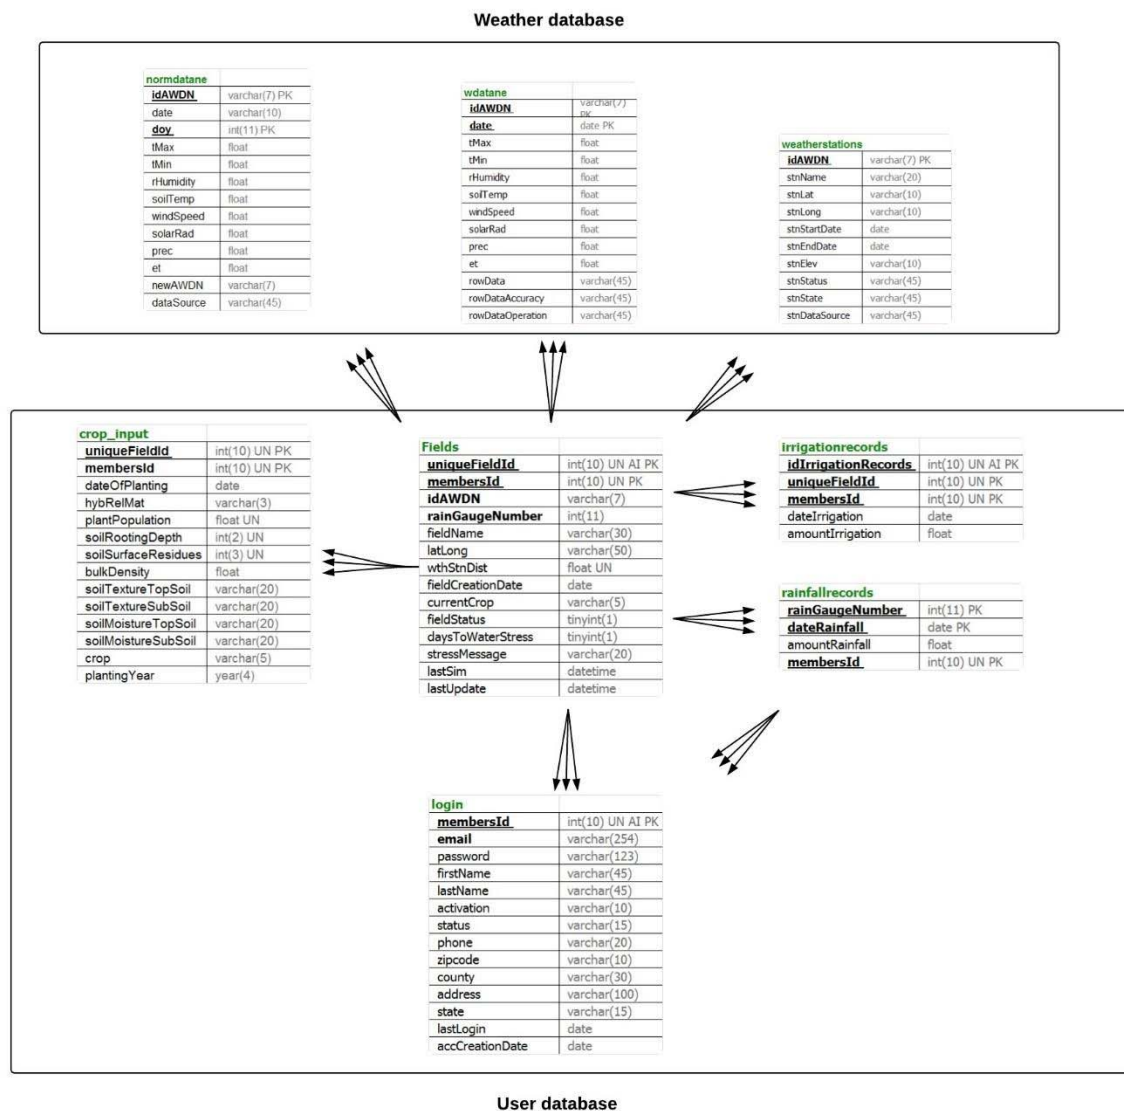 Weather database
normdatane
idAWDN varchar(7) PK
date varchar(10)
doy int(11) PK
tMax float
tMin float
rHumidity float
soilTemp float
windSpeed float
solarRad float
prec float
et float
newAWDN varchar(7)
dataSource varchar(45)
wdatane
idAWDN varchar(7) PK
date date PK
tMax float
tMin float
rHumidity float
soilTemp float
windSpeed float
solarRad float
prec float
et float
rowData varchar(45)
rowDataAccuracy varchar(45)
rowDataOperation varchar(45)
weatherstations
idAWDN varchar(7) PK
stnName varchar(20)
stnLat varchar(10)
stnLong varchar(10)
stnStartDate date
stnEndDate date
stnElev varchar(10)
stnStatus varchar(45)
stnState varchar(45)
stnDataSource varchar(45)
crop_input
uniqueFieldId int(10) UN PK
membersId int(10) UN PK
dateOfPlanting date
hybRelMat varchar(3)
plantPopulation float UN
soilRootingDepth int(2) UN
soilSurfaceResidues int(3) UN
bulkDensity float
soilTextureTopSoil varchar(20)
soilTextureSubSoil varchar(20)
soilMoistureTopSoil varchar(20)
soilMoistureSubSoil varchar(20)
crop varchar(5)
plantingYear year(4)
Fields
uniqueFieldId int(10) UN AI PK
membersId int(10) UN PK
idAWDN varchar(7)
rainGaugeNumber int(11)
fieldName varchar(30)
latLong varchar(50)
wthStnDist float UN
fieldCreationDate date
currentCrop varchar(5)
fieldStatus tinyint(1)
daysToWaterStress tinyint(1)
stressMessage varchar(20)
lastSim datetime
lastUpdate datetime
irrigationrecords
idIrrigationRecords int(10) UN AI PK
uniqueFieldId int(10) UN PK
membersId int(10) UN PK
dateIrrigation date
amountIrrigation float
rainfallrecords
rainGaugeNumber int(11) PK
dateRainfall date PK
amountRainfall float
membersId int(10) UN PK
login
membersId int(10) UN AI PK
email varchar(254)
password varchar(123)
firstName varchar(45)
lastName varchar(45)
activation varchar(10)
status varchar(15)
phone varchar(20)
zipcode varchar(10)
county varchar(30)
address varchar(100)
state varchar(15)
lastLogin date
accCreationDate date
User database